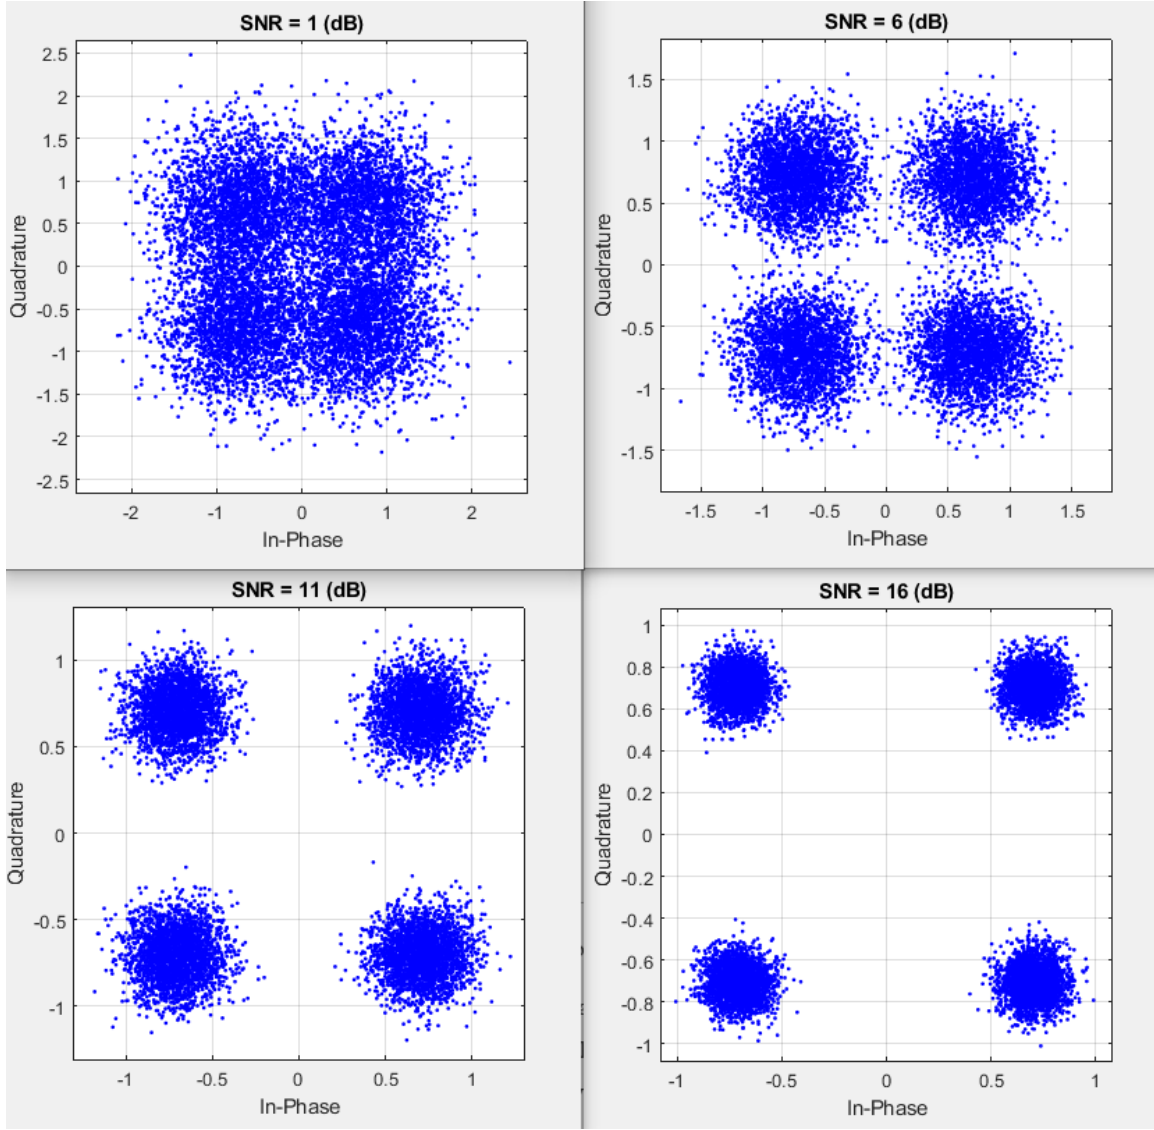 SNR = 1 (dB)
2.5
2
1.5
1
0.5
0
-0.5
-1
-1.5
-2
-2.5
Quadrature
-2 -1 0 1 2
In-Phase
SNR = 6 (dB)
1.5
1
0.5
0
-0.5
-1
-1.5
Quadrature
-1.5 -1 -0.5 0 0.5 1 1.5
In-Phase
SNR = 11 (dB)
1
0.5
0
-0.5
-1
Quadrature
-1 -0.5 0 0.5 1
In-Phase
SNR = 16 (dB)
1
0.8
0.6
0.4
0.2
0
-0.2
-0.4
-0.6
-0.8
-1
Quadrature
-1 -0.5 0 0.5 1
In-Phase